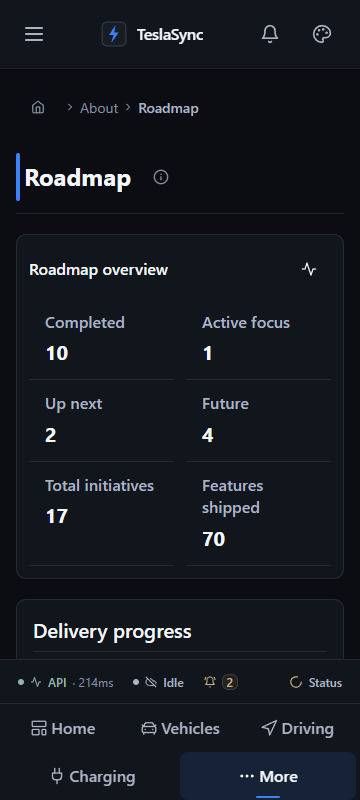 TeslaSync
About
Roadmap
Roadmap
Roadmap overview
Completed
10
Active focus
1
Up next
2
Future
4
Total initiatives
17
Features
shipped
70
Delivery progress
API · 214ms
Idle
2
Status
Home
Vehicles
Driving
Charging
More